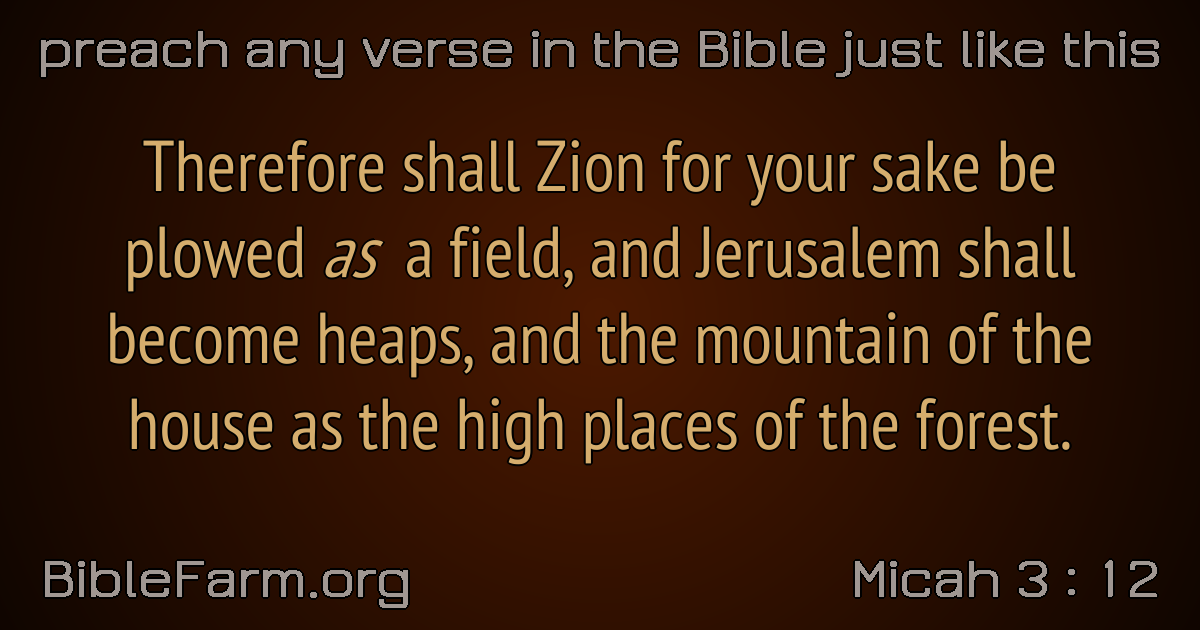 preach any verse in the Bible just like this
Therefore shall Zion for your sake be
plowed as a field, and Jerusalem shall
become heaps, and the mountain of the
house as the high places of the forest.
BibleFarm.org
Micah 3 : 12